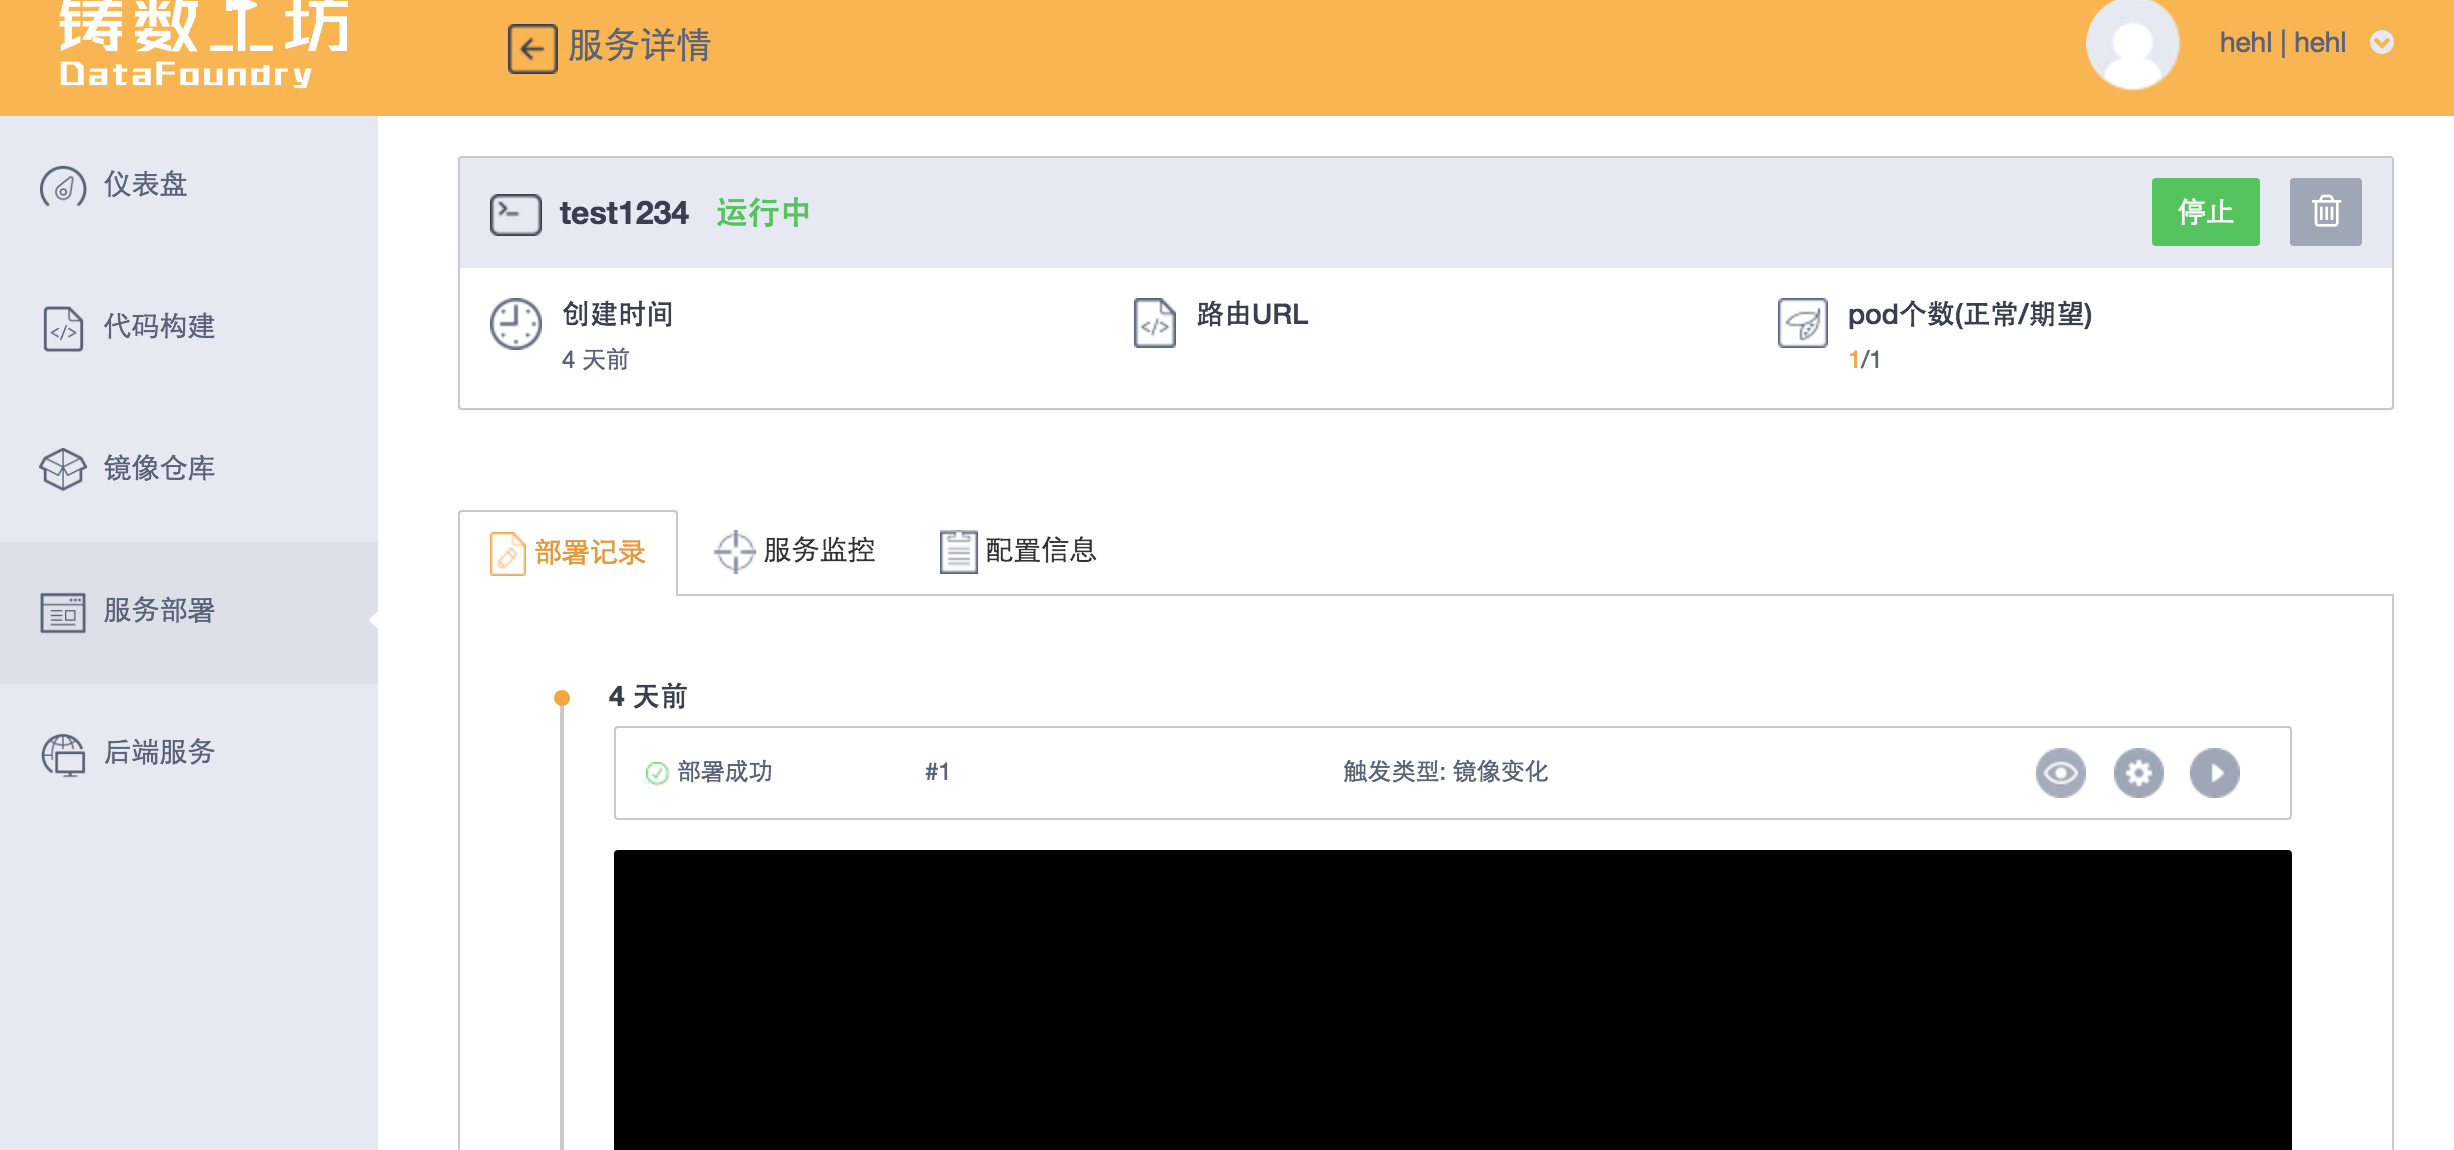 铸数工坊
DataFoundry
服务详情
hehl | hehl
仪表盘
代码构建
镜像仓库
服务部署
后端服务
test1234 运行中
停止
创建时间
4 天前
路由URL
pod个数(正常/期望)
1/1
部署记录
服务监控
配置信息
4 天前
部署成功
#1
触发类型: 镜像变化